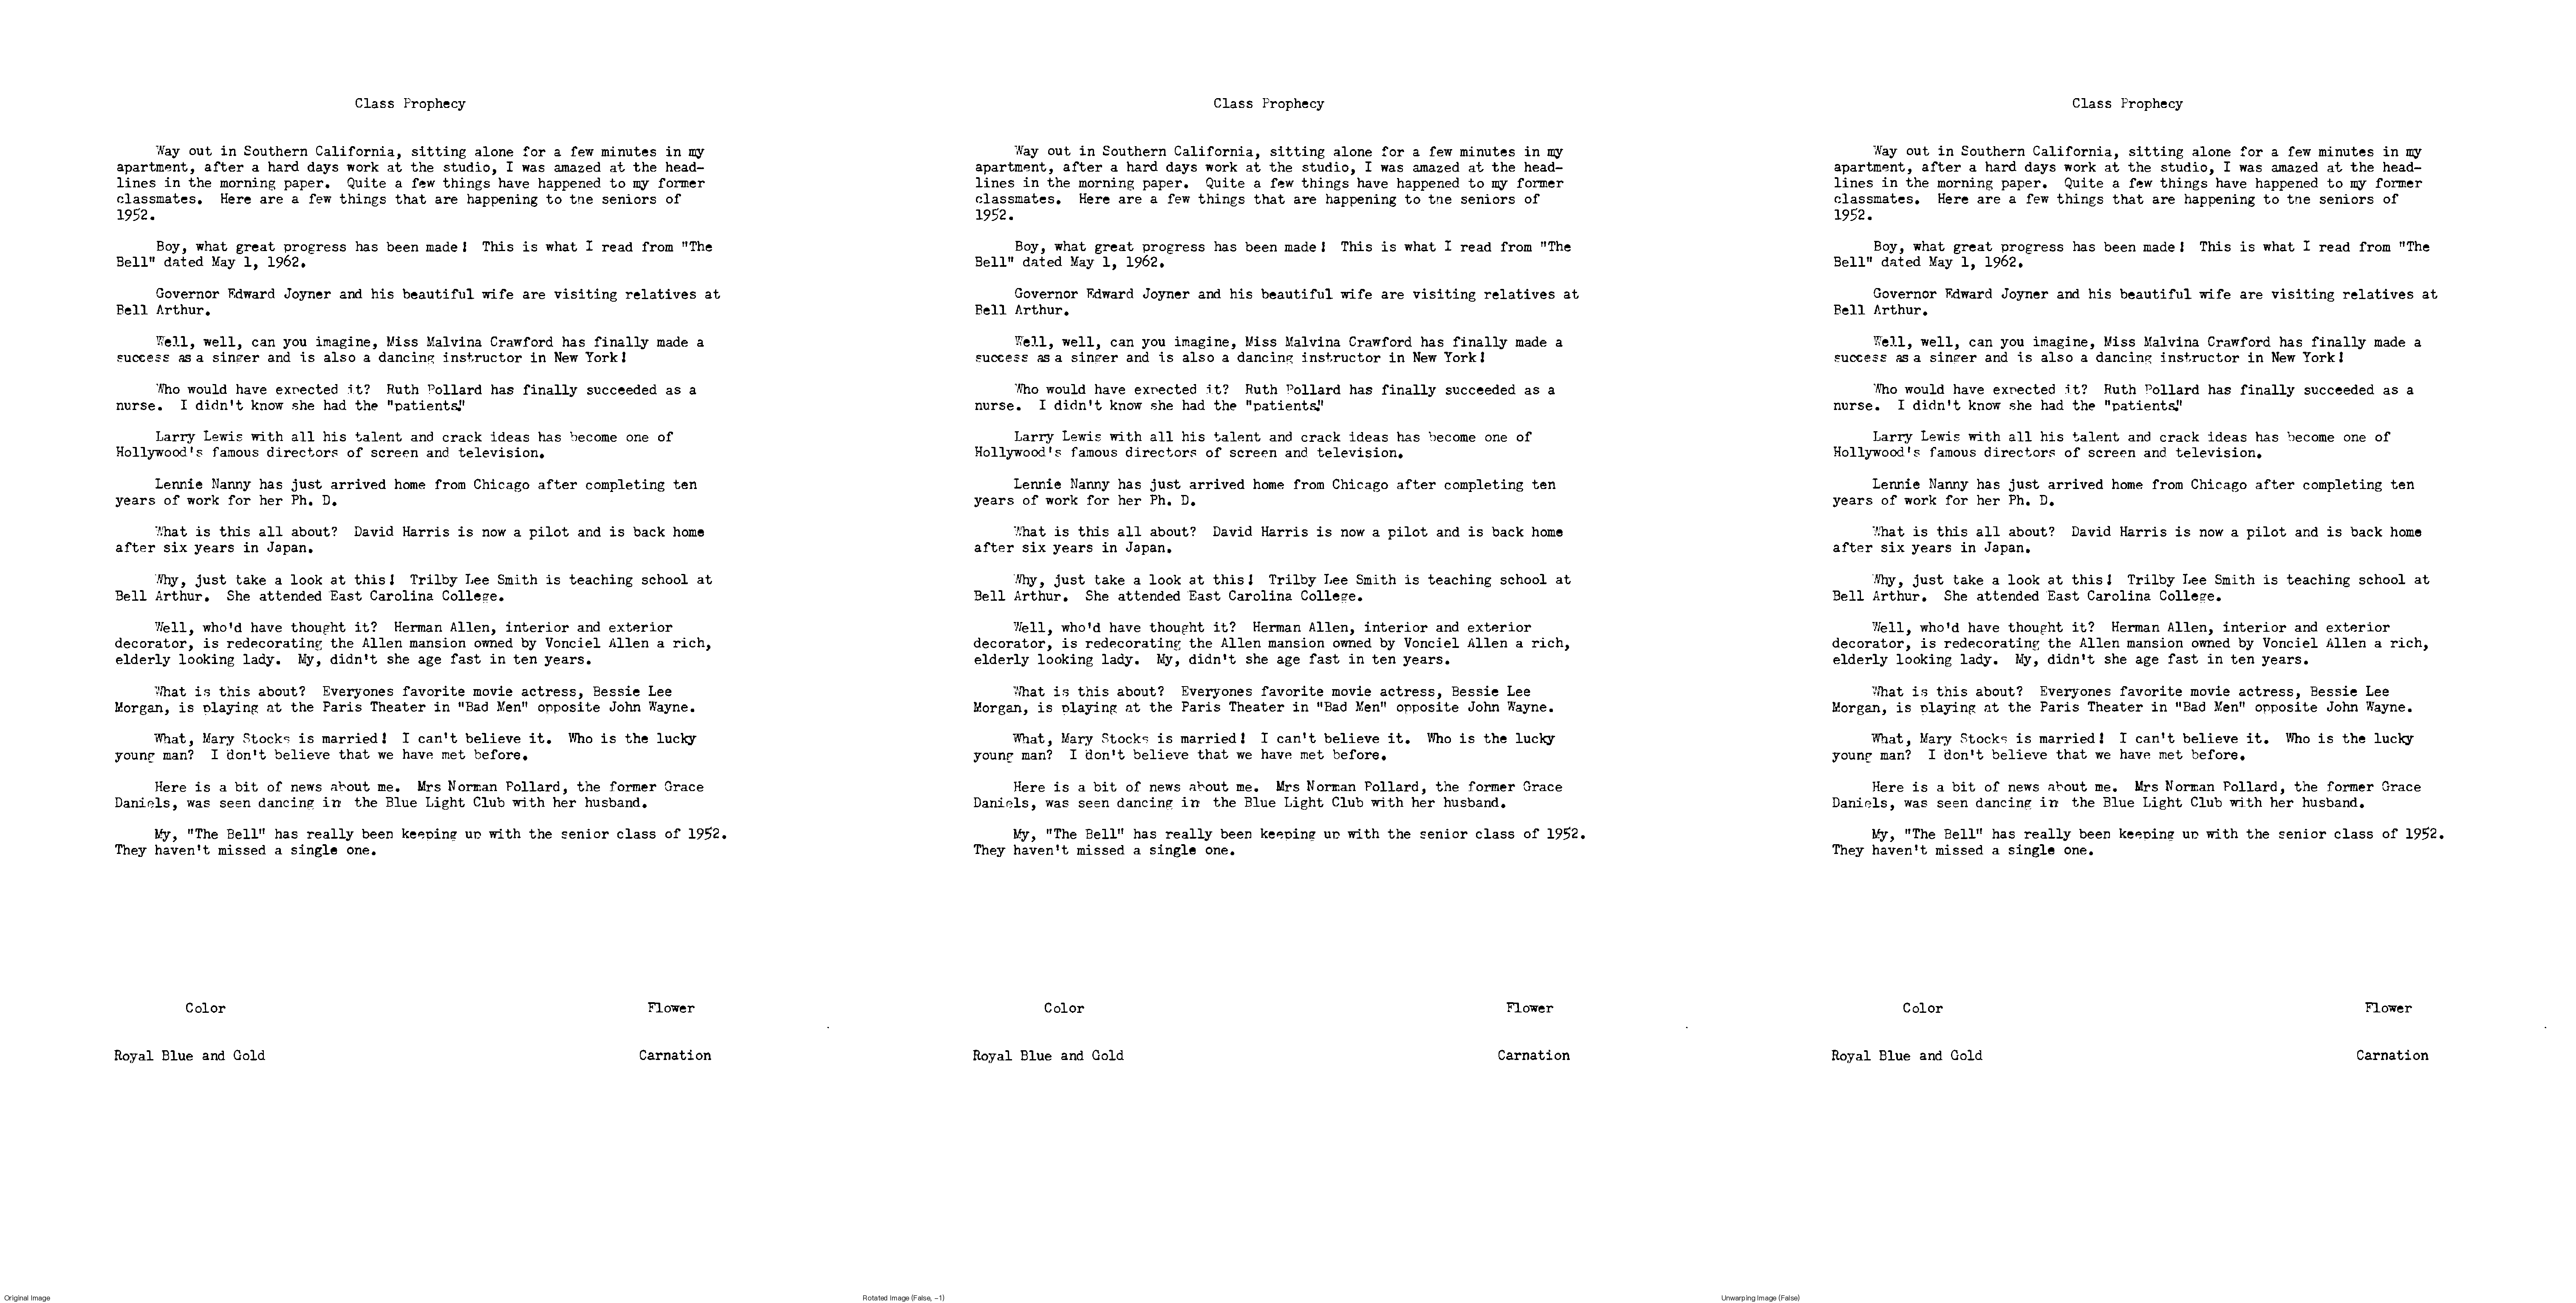 Class Prophecy
Way out in Southern California, sitting alone for a few minutes in my
apartment, after a hard days work at the studio, I was amazed at the head-
lines in the morning paper. Quite a few things have happened to my former
classmates. Here are a few things that are happening to tne seniors of
1952.
Boy, what great progress has been made! This is what I read from "The
Bell" dated May 1, 1962.
Governor Edward Joyner and his beautiful wife are visiting relatives at
Bell Arthur.
Well, well, can you imagine, Miss Malvina Crawford has finally made a
success as a singer and is also a dancing instructor in New York!
Who would have expected it? Ruth Pollard has finally succeeded as a
nurse. I didn't know she had the "patients."
Larry Lewis with all his talent and crack ideas has become one of
Hollywood's famous directors of screen and television.
Lennie Nanny has just arrived home from Chicago after completing ten
years of work for her Ph. D.
What is this all about? David Harris is now a pilot and is back home
after six years in Japan.
Why, just take a look at this! Trilby Lee Smith is teaching school at
Bell Arthur. She attended East Carolina College.
Well, who'd have thought it? Herman Allen, interior and exterior
decorator, is redecorating the Allen mansion owned by Vonciel Allen a rich,
elderly looking lady. My, didn't she age fast in ten years.
What is this about? Everyones favorite movie actress, Bessie Lee
Morgan, is playing at the Paris Theater in "Bad Men" opposite John Wayne.
What, Mary Stocks is married! I can't believe it. Who is the lucky
young man? I don't believe that we have met before.
Here is a bit of news about me. Mrs Norman Pollard, the former Grace
Daniels, was seen dancing in the Blue Light Club with her husband.
My, "The Bell" has really been keeping up with the senior class of 1952.
They haven't missed a single one.
Color Flower
Royal Blue and Gold Carnation
Original Image
Class Prophecy
Way out in Southern California, sitting alone for a few minutes in my
apartment, after a hard days work at the studio, I was amazed at the head-
lines in the morning paper. Quite a few things have happened to my former
classmates. Here are a few things that are happening to tne seniors of
1952.
Boy, what great progress has been made! This is what I read from "The
Bell" dated May 1, 1962.
Governor Edward Joyner and his beautiful wife are visiting relatives at
Bell Arthur.
Well, well, can you imagine, Miss Malvina Crawford has finally made a
success as a singer and is also a dancing instructor in New York!
Who would have expected it? Ruth Pollard has finally succeeded as a
nurse. I didn't know she had the "patients."
Larry Lewis with all his talent and crack ideas has become one of
Hollywood's famous directors of screen and television.
Lennie Nanny has just arrived home from Chicago after completing ten
years of work for her Ph. D.
What is this all about? David Harris is now a pilot and is back home
after six years in Japan.
Why, just take a look at this! Trilby Lee Smith is teaching school at
Bell Arthur. She attended East Carolina College.
Well, who'd have thought it? Herman Allen, interior and exterior
decorator, is redecorating the Allen mansion owned by Vonciel Allen a rich,
elderly looking lady. My, didn't she age fast in ten years.
What is this about? Everyones favorite movie actress, Bessie Lee
Morgan, is playing at the Paris Theater in "Bad Men" opposite John Wayne.
What, Mary Stocks is married! I can't believe it. Who is the lucky
young man? I don't believe that we have met before.
Here is a bit of news about me. Mrs Norman Pollard, the former Grace
Daniels, was seen dancing in the Blue Light Club with her husband.
My, "The Bell" has really been keeping up with the senior class of 1952.
They haven't missed a single one.
Color Flower
Royal Blue and Gold Carnation
Rotated Image (False, -1)
Class Prophecy
Way out in Southern California, sitting alone for a few minutes in my
apartment, after a hard days work at the studio, I was amazed at the head-
lines in the morning paper. Quite a few things have happened to my former
classmates. Here are a few things that are happening to tne seniors of
1952.
Boy, what great progress has been made! This is what I read from "The
Bell" dated May 1, 1962.
Governor Edward Joyner and his beautiful wife are visiting relatives at
Bell Arthur.
Well, well, can you imagine, Miss Malvina Crawford has finally made a
success as a singer and is also a dancing instructor in New York!
Who would have expected it? Ruth Pollard has finally succeeded as a
nurse. I didn't know she had the "patients."
Larry Lewis with all his talent and crack ideas has become one of
Hollywood's famous directors of screen and television.
Lennie Nanny has just arrived home from Chicago after completing ten
years of work for her Ph. D.
What is this all about? David Harris is now a pilot and is back home
after six years in Japan.
Why, just take a look at this! Trilby Lee Smith is teaching school at
Bell Arthur. She attended East Carolina College.
Well, who'd have thought it? Herman Allen, interior and exterior
decorator, is redecorating the Allen mansion owned by Vonciel Allen a rich,
elderly looking lady. My, didn't she age fast in ten years.
What is this about? Everyones favorite movie actress, Bessie Lee
Morgan, is playing at the Paris Theater in "Bad Men" opposite John Wayne.
What, Mary Stocks is married! I can't believe it. Who is the lucky
young man? I don't believe that we have met before.
Here is a bit of news about me. Mrs Norman Pollard, the former Grace
Daniels, was seen dancing in the Blue Light Club with her husband.
My, "The Bell" has really been keeping up with the senior class of 1952.
They haven't missed a single one.
Color Flower
Royal Blue and Gold Carnation
Unwarping Image (False)